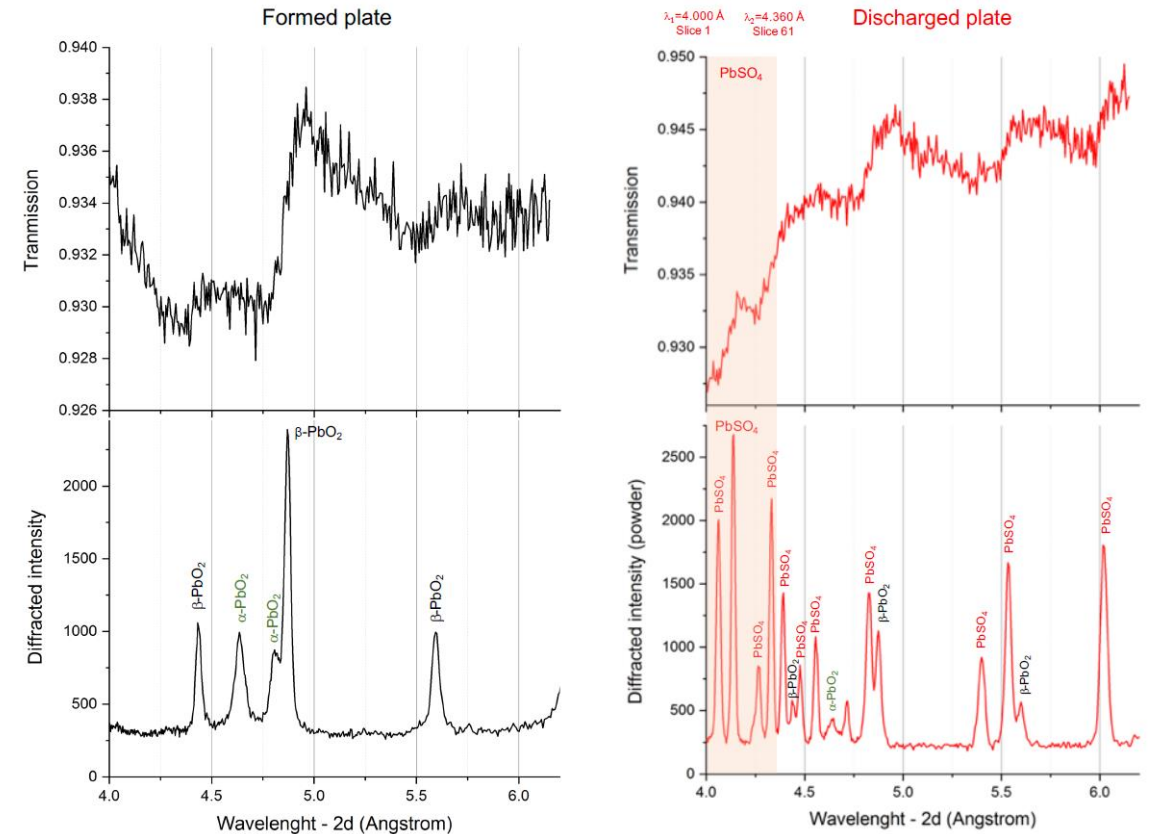 Formed plate
0.940
0.938
0.936
0.934
0.932
0.930
0.928
0.926
Tranmission
2000
1500
1000
500
0
Diffracted intensity
β-PbO₂
α-PbO₂
α-PbO₂
β-PbO₂
β-PbO₂
4.0 4.5 5.0 5.5 6.0
Wavelenght - 2d (Angstrom)
λ₁=4.000 Å
Slice 1
λ₂=4.360 Å
Slice 61
Discharged plate
0.950
0.945
0.940
0.935
0.930
Transmission
PbSO₄
2500
2000
1500
1000
500
0
Diffracted intensity (powder)
PbSO₄
PbSO₄
PbSO₄
PbSO₄
PbSO₄
β-PbO₂
PbSO₄
PbSO₄
α-PbO₂
PbSO₄
β-PbO₂
PbSO₄
PbSO₄
β-PbO₂
PbSO₄
4.0 4.5 5.0 5.5 6.0
Wavelenght - 2d (Angstrom)